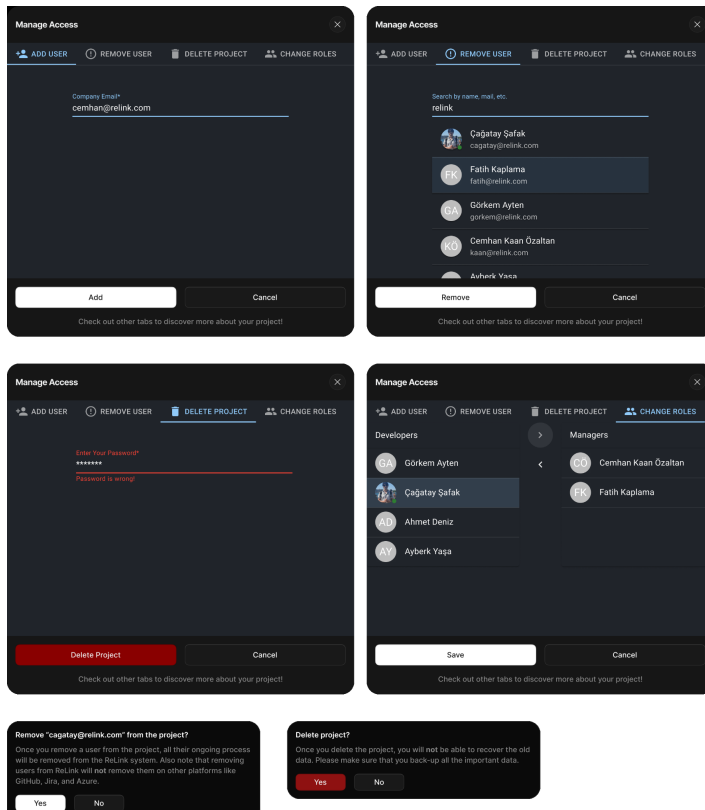 Manage Access
ADD USER
REMOVE USER
DELETE PROJECT
CHANGE ROLES
Company Email*
cemhan@relink.com
Add
Cancel
Check out other tabs to discover more about your project!
Manage Access
ADD USER
REMOVE USER
DELETE PROJECT
CHANGE ROLES
Search by name, mail, etc.
relink
Çağatay Şafak
cagatay@relink.com
FK
Fatih Kaplama
fatih@relink.com
GA
Görkem Ayten
gorkem@relink.com
KÖ
Cemhan Kaan Özaltan
kaan@relink.com
Ayberk Yaşa
Remove
Cancel
Check out other tabs to discover more about your project!
Manage Access
ADD USER
REMOVE USER
DELETE PROJECT
CHANGE ROLES
Enter Your Password*
*******
Password is wrong!
Delete Project
Cancel
Check out other tabs to discover more about your project!
Manage Access
ADD USER
REMOVE USER
DELETE PROJECT
CHANGE ROLES
Developers
GA
Görkem Ayten
Çağatay Şafak
AD
Ahmet Deniz
AY
Ayberk Yaşa
Managers
CÖ
Cemhan Kaan Özaltan
FK
Fatih Kaplama
Save
Cancel
Check out other tabs to discover more about your project!
Remove "cagatay@relink.com" from the project?
Once you remove a user from the project, all their ongoing process
will be removed from the ReLink system. Also note that removing
users from ReLink will not remove them on other platforms like
GitHub, Jira, and Azure.
Yes
No
Delete project?
Once you delete the project, you will not be able to recover the old
data. Please make sure that you back-up all the important data.
Yes
No